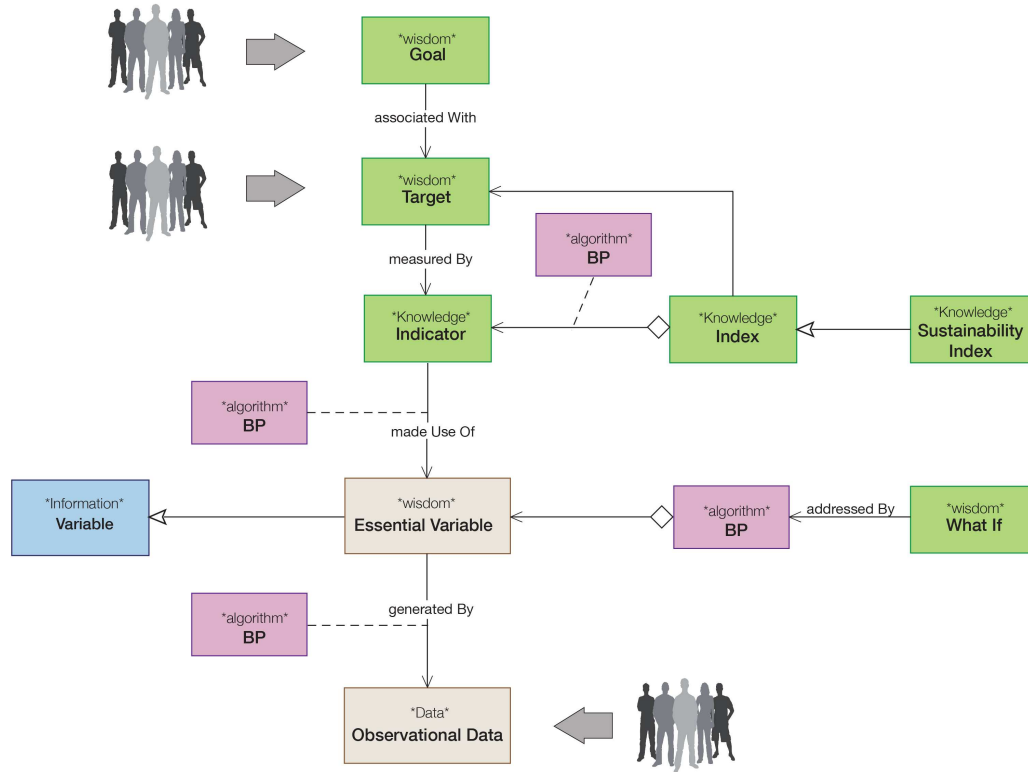 *wisdom*
Goal
associated With
*wisdom*
Target
*algorithm*
BP
measured By
*Knowledge*
Indicator
*Knowledge*
Index
*Knowledge*
Sustainability
Index
*algorithm*
BP
made Use Of
*Information*
Variable
*wisdom*
Essential Variable
*algorithm*
BP
addressed By
*wisdom*
What If
*algorithm*
BP
generated By
*Data*
Observational Data